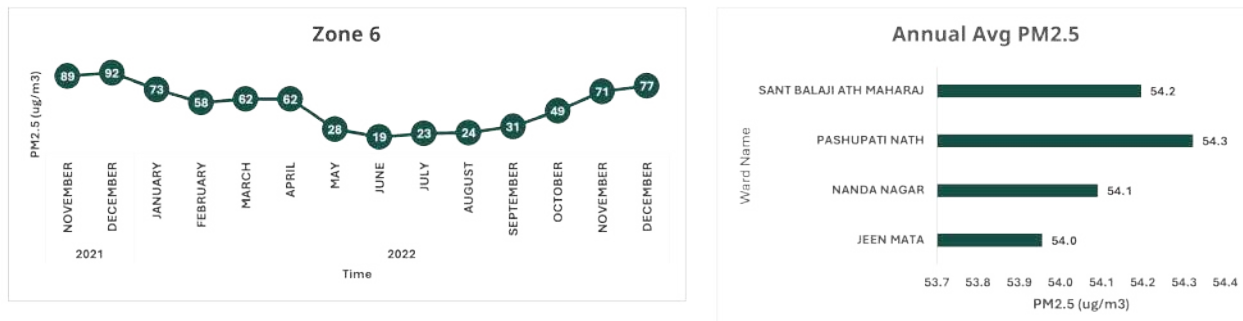 Zone 6
PM2.5 (ug/m3)
89 92 73 58 62 62 28 19 23 24 31 49 71 77
NOVEMBER DECEMBER JANUARY FEBRUARY MARCH APRIL MAY JUNE JULY AUGUST SEPTEMBER OCTOBER NOVEMBER DECEMBER
2021 2022
Time
Annual Avg PM2.5
Ward Name
SANT BALAJI ATH MAHARAJ 54.2
PASHUPATI NATH 54.3
NANDA NAGAR 54.1
JEEN MATA 54.0
53.7 53.8 53.9 54.0 54.1 54.2 54.3 54.4
PM2.5 (ug/m3)